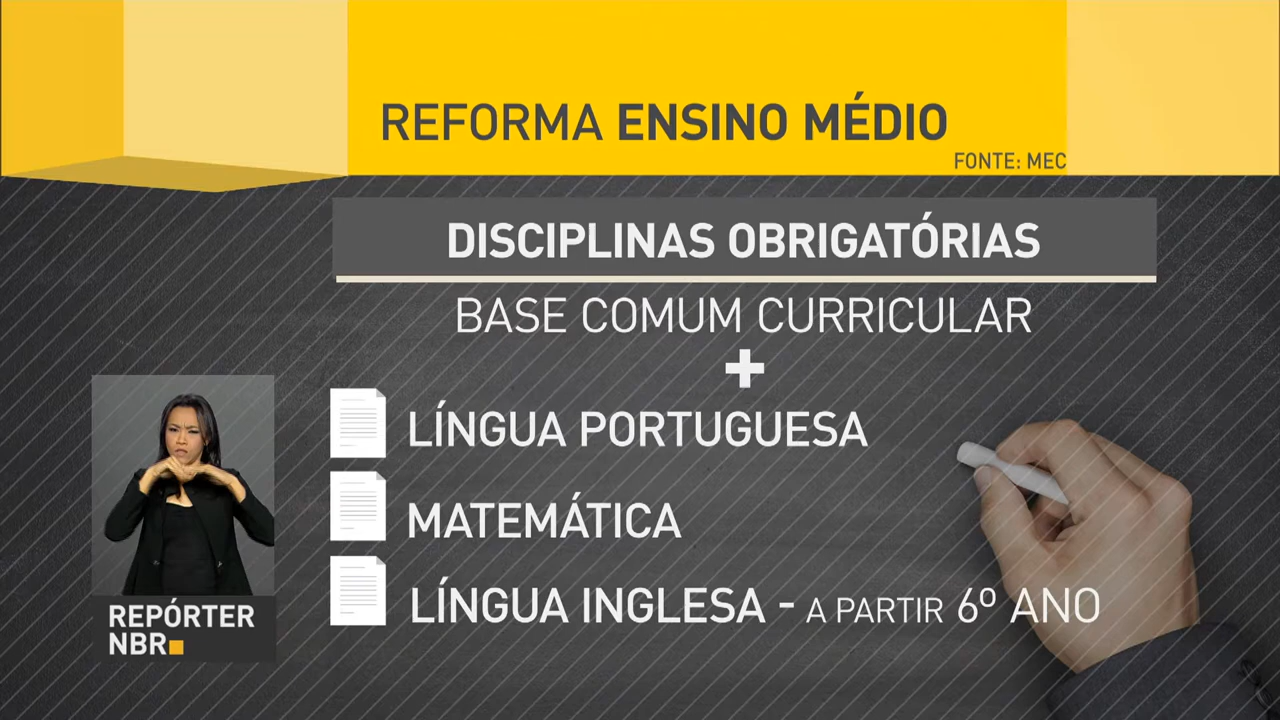 REFORMA ENSINO MÉDIO
FONTE: MEC
DISCIPLINAS OBRIGATÓRIAS
BASE COMUM CURRICULAR
+
LÍNGUA PORTUGUESA
MATEMÁTICA
LÍNGUA INGLESA - A PARTIR 6º ANO
REPÓRTER
NBR